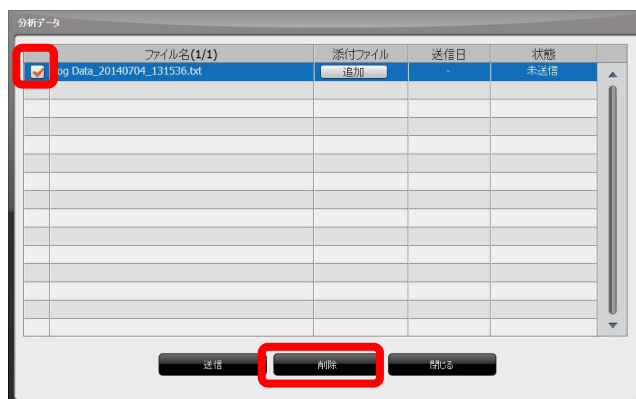 分析データ
ファイル名(1/1) 添付ファイル 送信日 状態
og Data_20140704_131536.txt 追加 - 未送信
送信 削除 閉じる